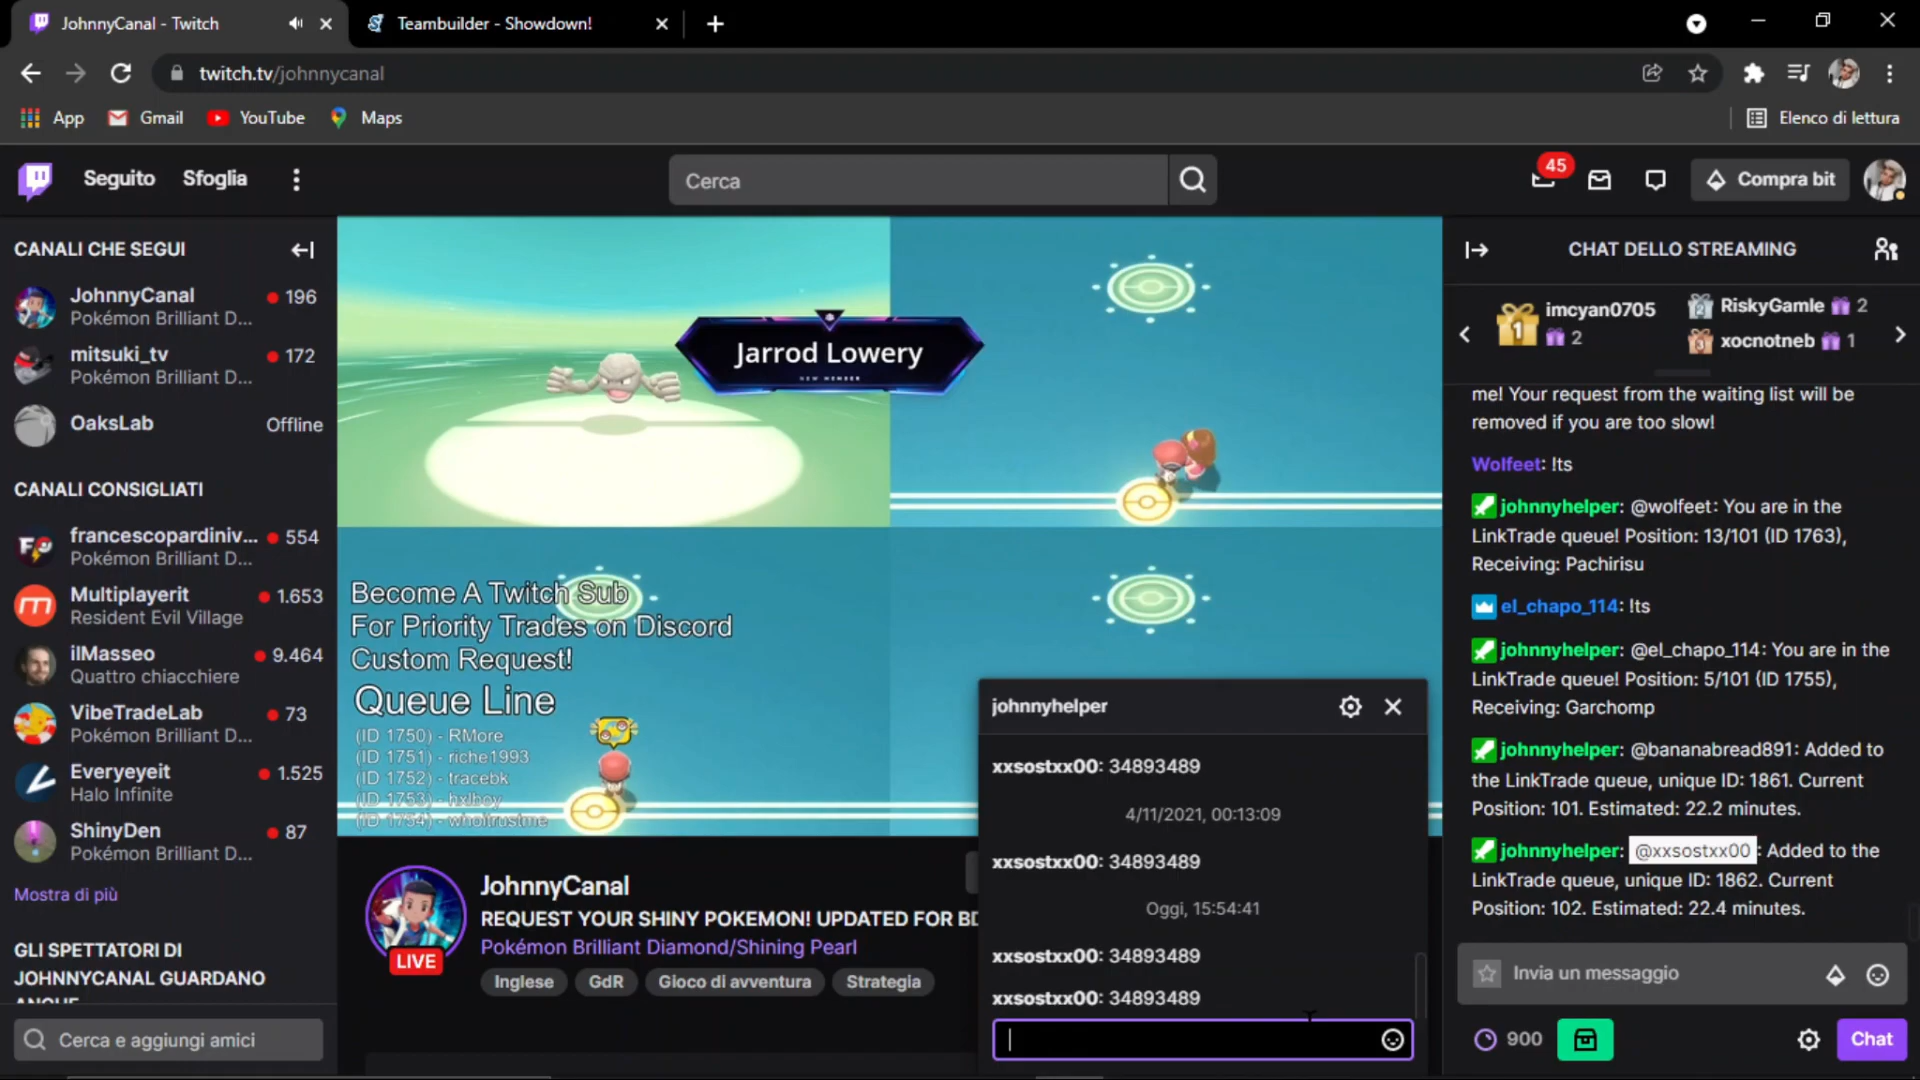 JohnnyCanal - Twitch
Teambuilder - Showdown!
twitch.tv/johnnycanal
App
Gmail
YouTube
Maps
Elenco di lettura
Seguito
Sfoglia
Cerca
45
Compra bit
CANALI CHE SEGUI
JohnnyCanal
196
Pokémon Brilliant D...
mitsuki_tv
172
Pokémon Brilliant D...
OaksLab
Offline
CANALI CONSIGLIATI
francescopardiniv...
554
Pokémon Brilliant D...
Multiplayerit
1.653
Resident Evil Village
ilMasseo
9.464
Quattro chiacchiere
VibeTradeLab
73
Pokémon Brilliant D...
Everyeyeit
1.525
Halo Infinite
ShinyDen
87
Pokémon Brilliant D...
Mostra di più
GLI SPETTATORI DI
JOHNNYCANAL GUARDANO
ANCHE
Cerca e aggiungi amici
Jarrod Lowery
NEW MEMBER
Become A Twitch Sub
For Priority Trades on Discord
Custom Request!
Queue Line
(ID 1750) - RMore
(ID 1751) - riche1993
(ID 1752) - tracebk
(ID 1753) - hxlboy
(ID 1754) - whoitrustme
JohnnyCanal
REQUEST YOUR SHINY POKEMON! UPDATED FOR BD
Pokémon Brilliant Diamond/Shining Pearl
LIVE
Inglese
GdR
Gioco di avventura
Strategia
johnnyhelper
xxsostxx00: 34893489
4/11/2021, 00:13:09
xxsostxx00: 34893489
Oggi, 15:54:41
xxsostxx00: 34893489
xxsostxx00: 34893489
CHAT DELLO STREAMING
1
imcyan0705
2
2
RiskyGamle
2
3
xocnotneb
1
me! Your request from the waiting list will be
removed if you are too slow!
Wolfeet: !ts
johnnyhelper: @wolfeet: You are in the
LinkTrade queue! Position: 13/101 (ID 1763),
Receiving: Pachirisu
el_chapo_114: !ts
johnnyhelper: @el_chapo_114: You are in the
LinkTrade queue! Position: 5/101 (ID 1755),
Receiving: Garchomp
johnnyhelper: @bananabread891: Added to
the LinkTrade queue, unique ID: 1861. Current
Position: 101. Estimated: 22.2 minutes.
johnnyhelper: @xxsostxx00: Added to the
LinkTrade queue, unique ID: 1862. Current
Position: 102. Estimated: 22.4 minutes.
Invia un messaggio
900
Chat